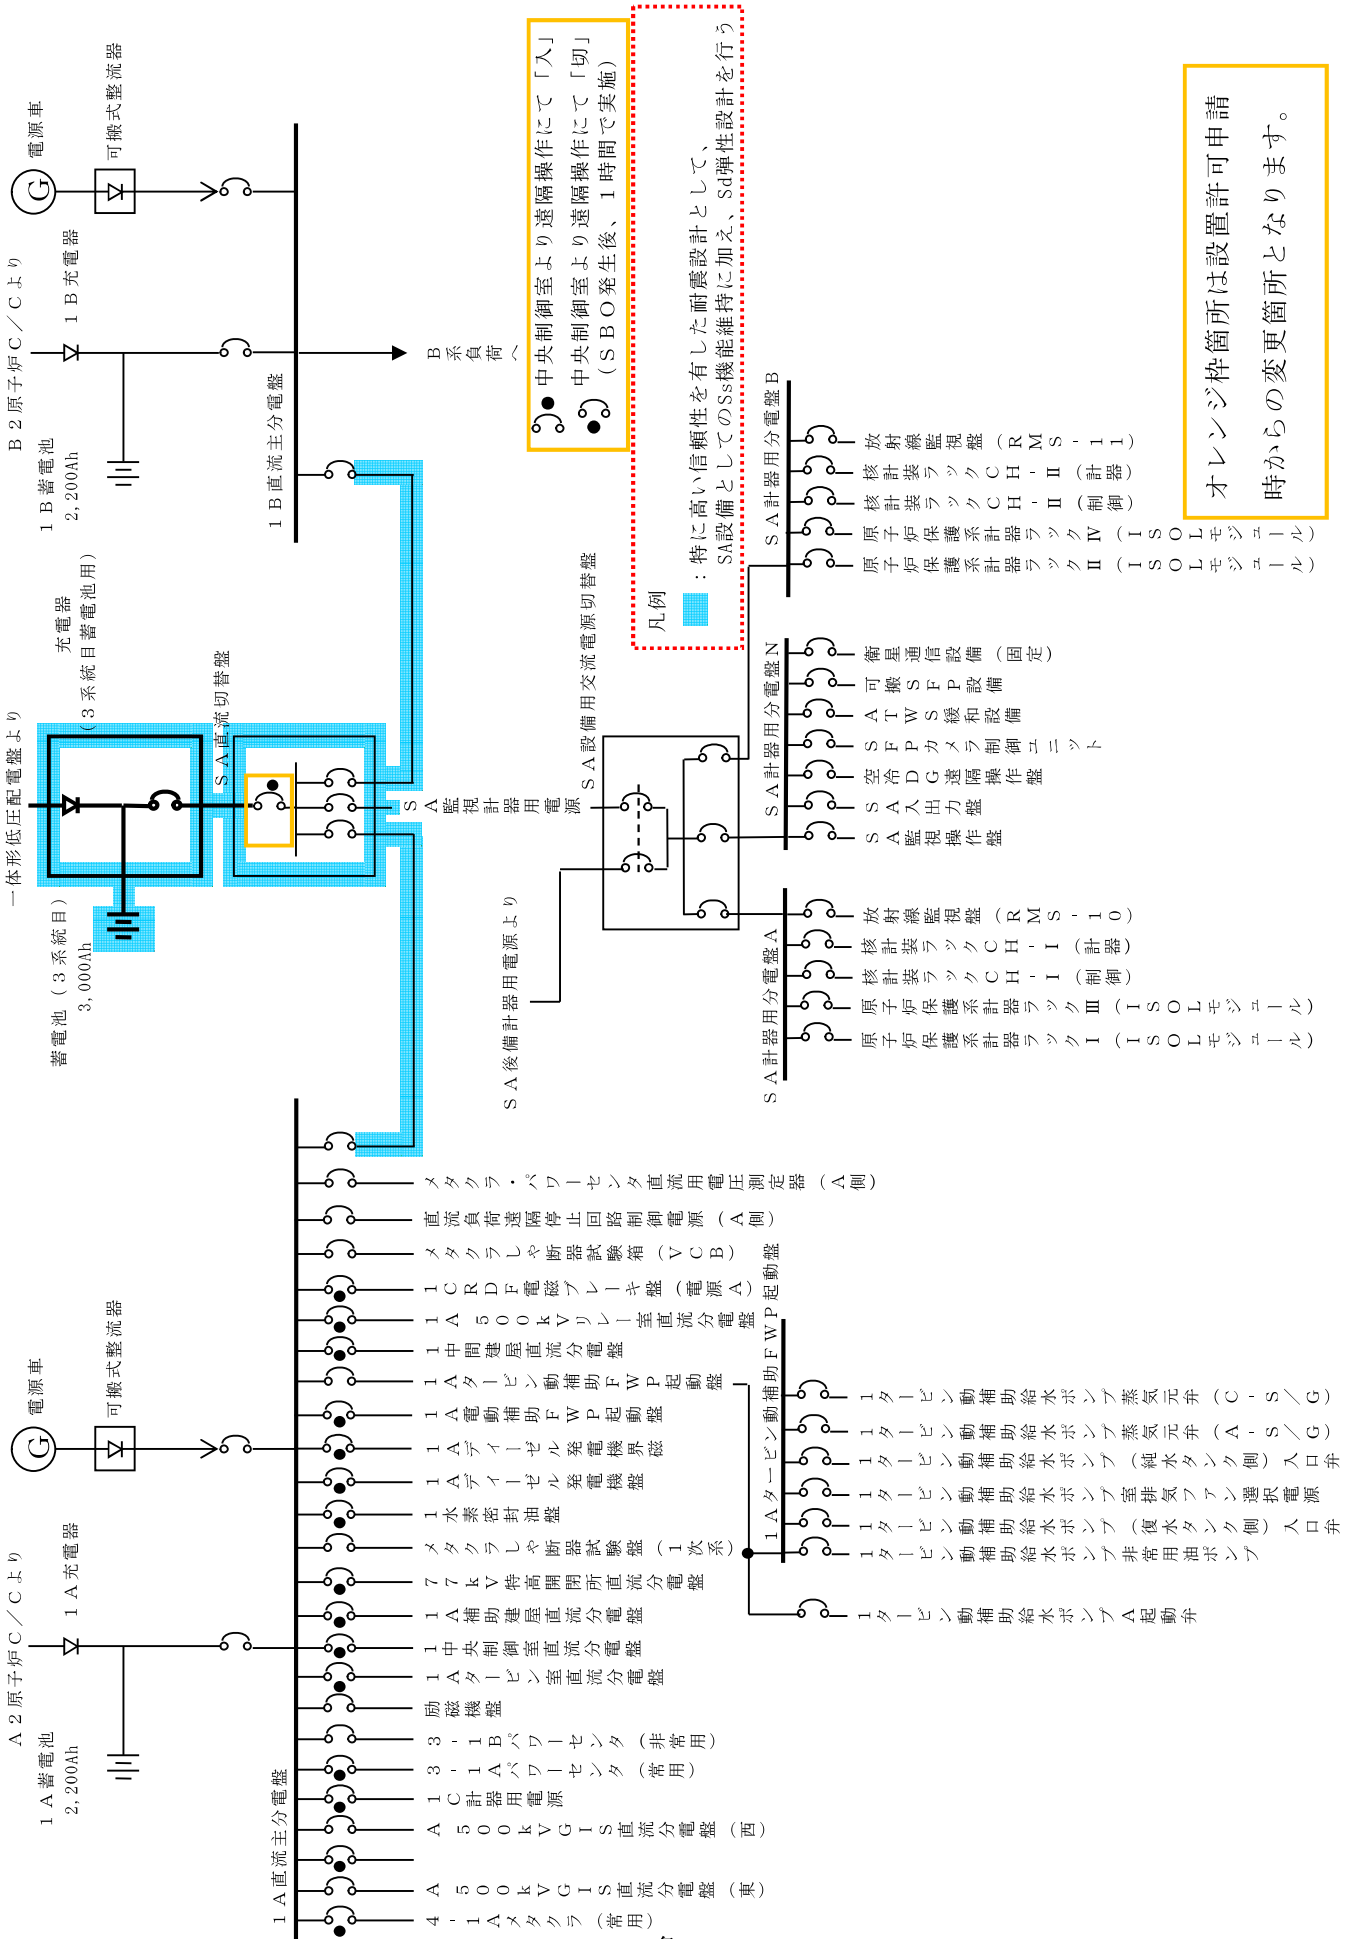 A2原子炉C／Cより
1A蓄電池
2,200Ah
1A充電器
電源車
G
可搬式整流器
1A直流主分電盤
4-1Aメタクラ（常用）
A 500kVGIS直流分電盤（東）
A 500kVGIS直流分電盤（西）
1C計器用電源
3-1Aパワーセンタ（常用）
3-1Bパワーセンタ（非常用）
励磁機盤
1Aタービン室直流分電盤
1中央制御室直流分電盤
1A補助建屋直流分電盤
77kV特高開閉所直流分電盤
メタクラしゃ断器試験盤（1次系）
1水素密封油盤
1Aディーゼル発電機盤
1Aディーゼル発電機界磁
1A電動補助FWP起動盤
1Aタービン動補助FWP起動盤
1中間建屋直流分電盤
1A 500kVリレー室直流分電盤
1CRDF電磁ブレーキ盤（電源A）
メタクラしゃ断器試験箱（VCB）
直流負荷遠隔停止回路制御電源（A側）
メタクラ・パワーセンタ直流用電圧測定器（A側）
1Aタービン動補助FWP起動盤
1タービン動補助給水ポンプA起動弁
1タービン動補助給水ポンプ非常用油ポンプ
1タービン動補助給水ポンプ（復水タンク側）入口弁
1タービン動補助給水ポンプ室排気ファン選択電源
1タービン動補助給水ポンプ（純水タンク側）入口弁
1タービン動補助給水ポンプ蒸気元弁（A-S／G）
1タービン動補助給水ポンプ蒸気元弁（C-S／G）
一体形低圧配電盤より
蓄電池（3系統目）
3,000Ah
充電器
（3系統目蓄電池用）
SA直流切替盤
SA監視計器用電源
SA後備計器用電源より
SA設備用交流電源切替盤
SA計器用分電盤A
原子炉保護系計器ラックⅠ（ISOLモジュール）
原子炉保護系計器ラックⅢ（ISOLモジュール）
核計装ラックCH-Ⅰ（制御）
核計装ラックCH-Ⅰ（計器）
放射線監視盤（RMS-10）
SA計器用分電盤N
SA監視操作盤
SA入出力盤
空冷DG遠隔操作盤
SFPカメラ制御ユニット
ATWS緩和設備
可搬SFP設備
衛星通信設備（固定）
SA計器用分電盤B
原子炉保護系計器ラックⅡ（ISOLモジュール）
原子炉保護系計器ラックⅣ（ISOLモジュール）
核計装ラックCH-Ⅱ（制御）
核計装ラックCH-Ⅱ（計器）
放射線監視盤（RMS-11）
B2原子炉C／Cより
1B蓄電池
2,200Ah
1B充電器
電源車
G
可搬式整流器
1B直流主分電盤
B系負荷へ
中央制御室より遠隔操作にて「入」
中央制御室より遠隔操作にて「切」
（SBO発生後、1時間で実施）
凡例
：特に高い信頼性を有した耐震設計として、
SA設備としてのSs機能維持に加え、Sd弾性設計を行う
オレンジ枠箇所は設置許可申請
時からの変更箇所となります。